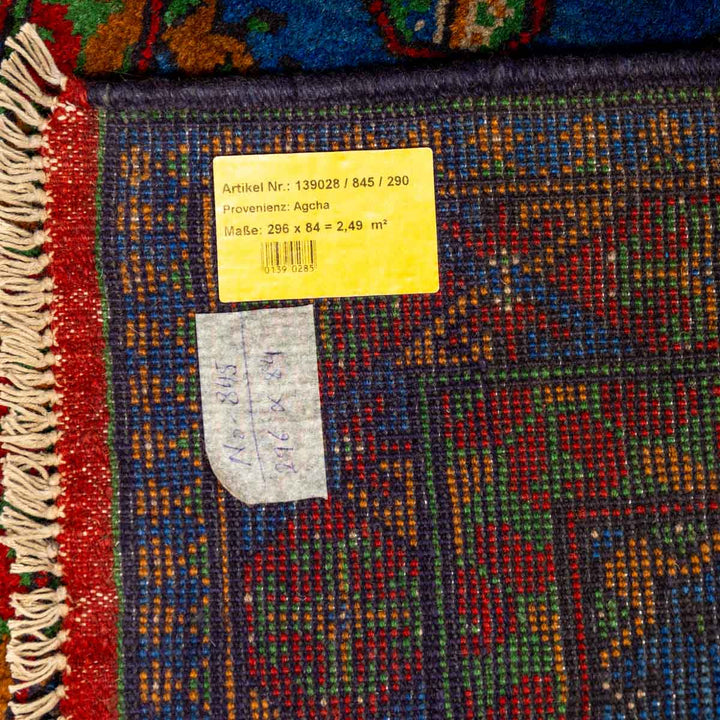 Artikel Nr.: 139028 / 845 / 290
Provenienz: Agcha
Maße: 296 x 84 = 2,49 m²
0139 0285
No- 845
296 x 84